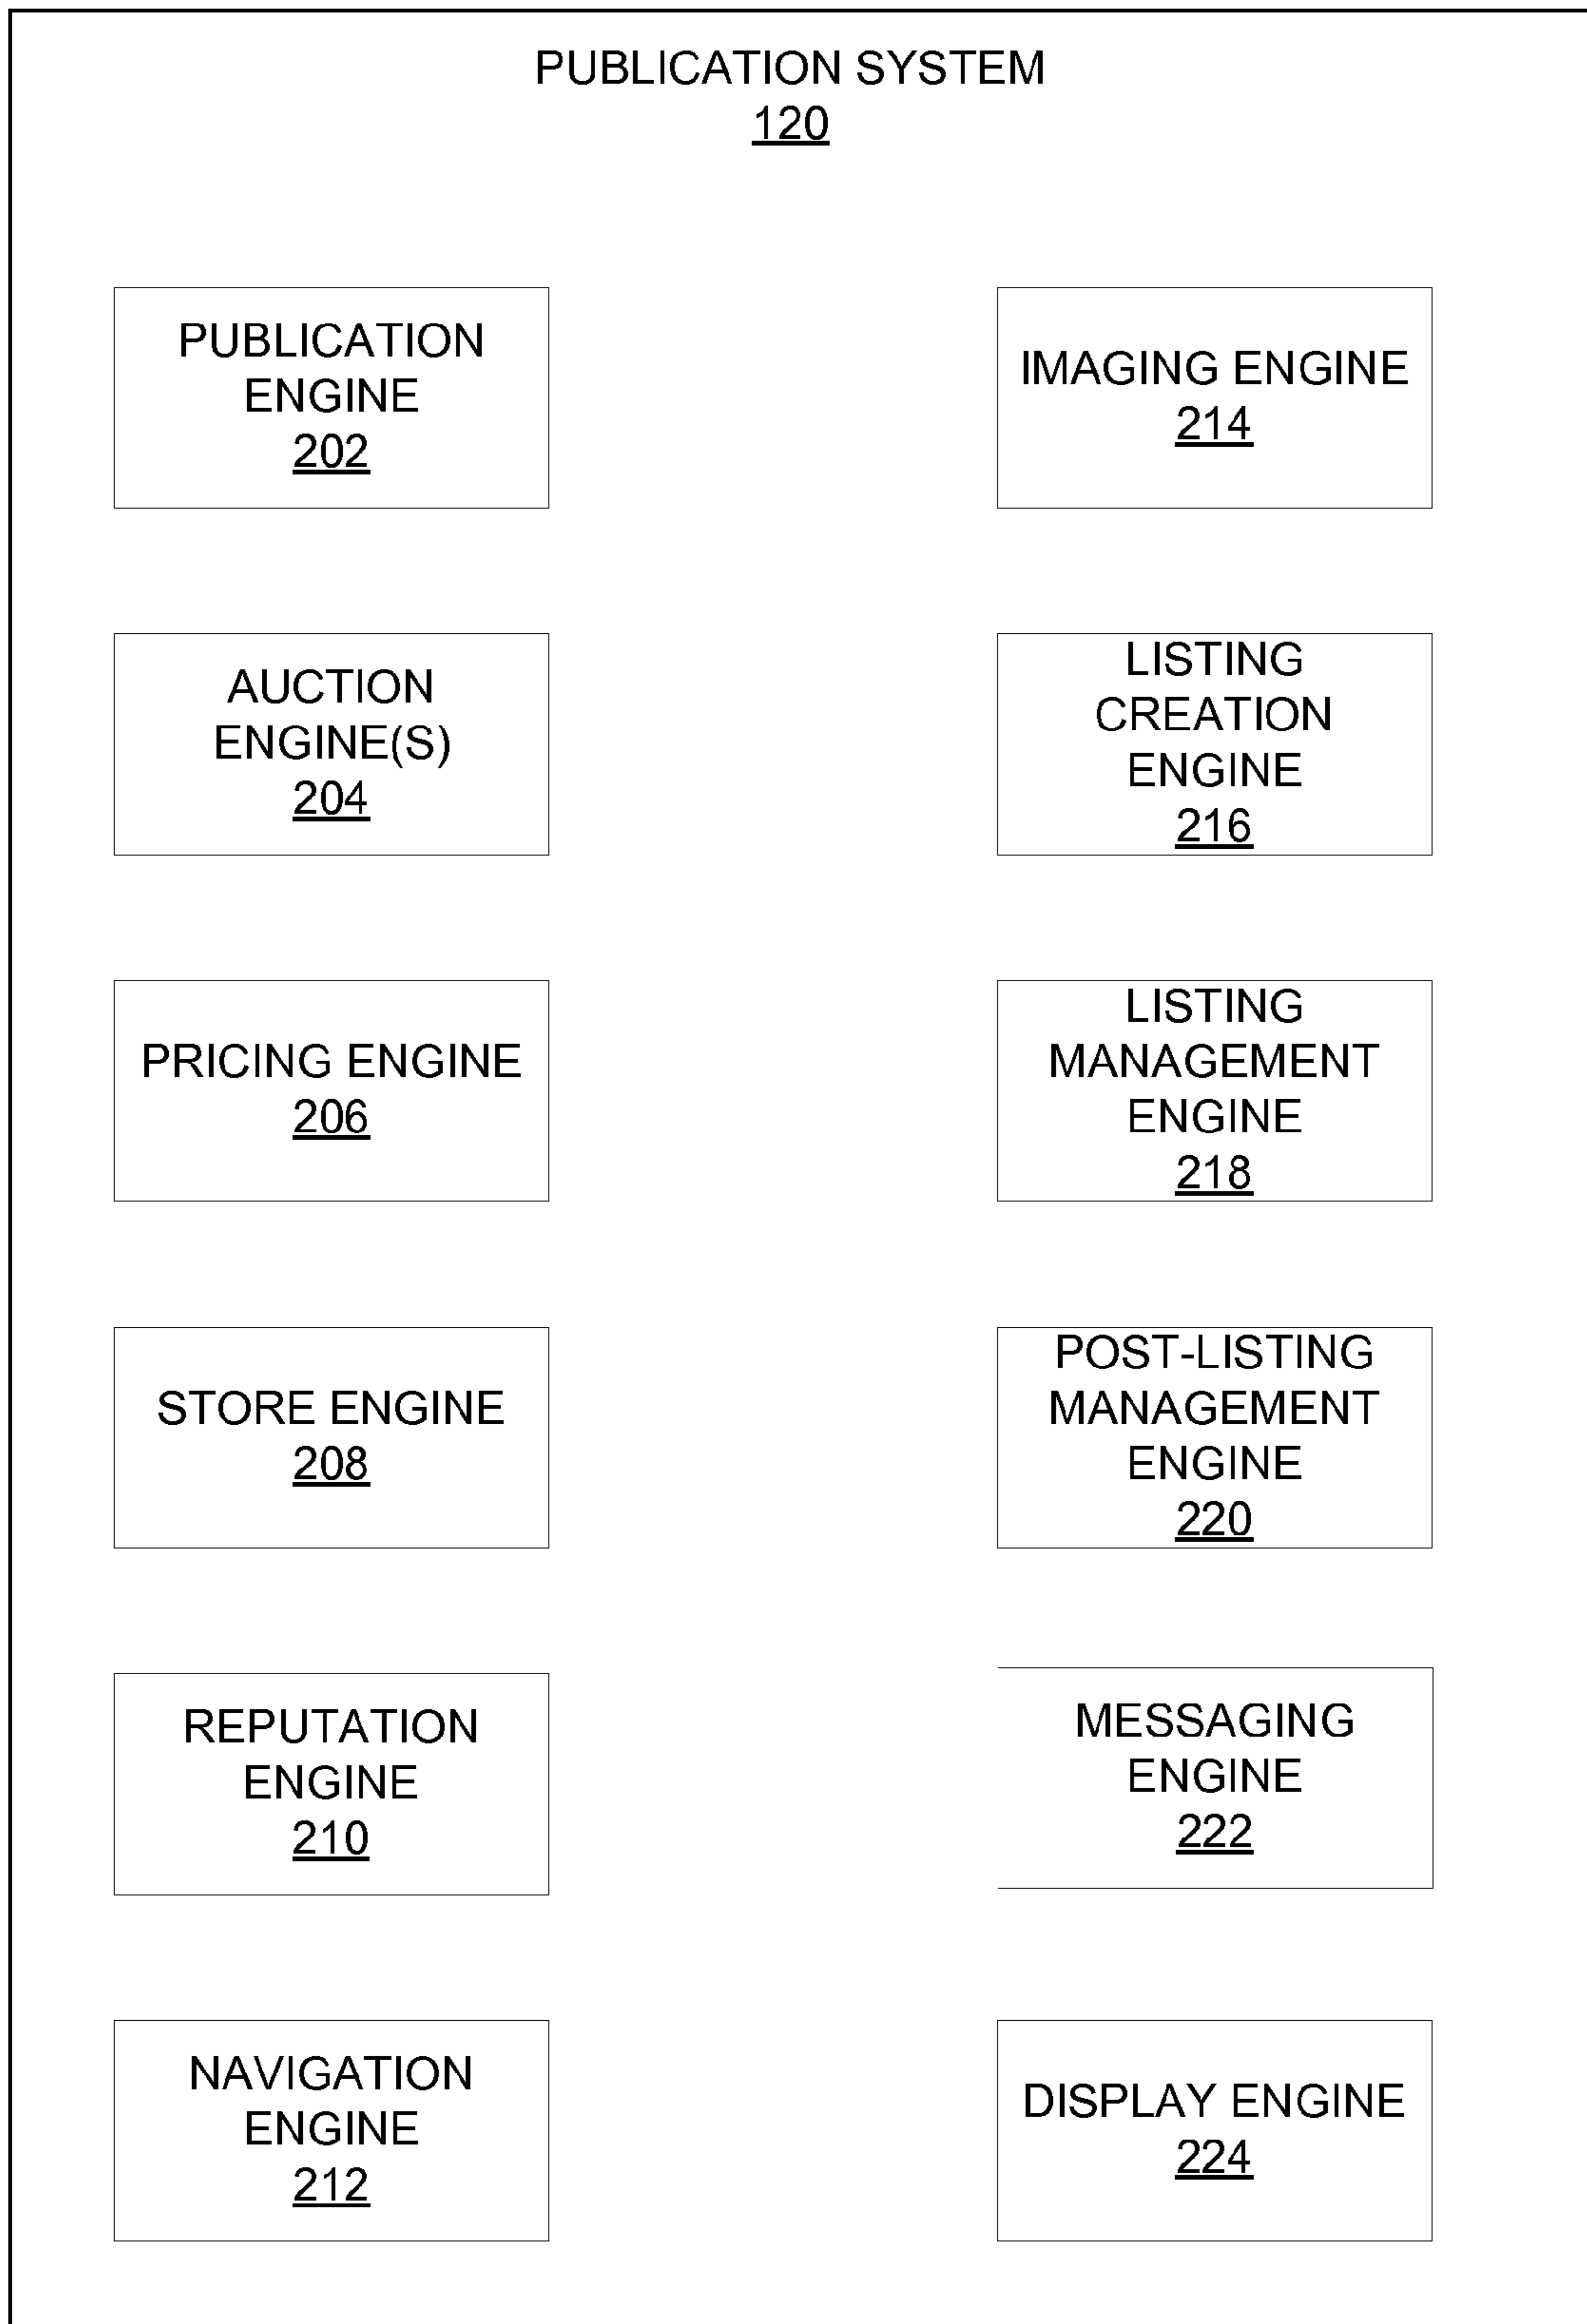 PUBLICATION SYSTEM
120
PUBLICATION
ENGINE
202
IMAGING ENGINE
214
AUCTION
ENGINE(S)
204
LISTING
CREATION
ENGINE
216
PRICING ENGINE
206
LISTING
MANAGEMENT
ENGINE
218
STORE ENGINE
208
POST-LISTING
MANAGEMENT
ENGINE
220
REPUTATION
ENGINE
210
MESSAGING
ENGINE
222
NAVIGATION
ENGINE
212
DISPLAY ENGINE
224